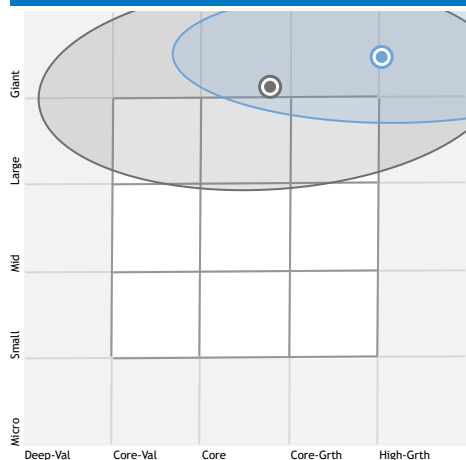 Giant
Large
Mid
Small
Micro
Deep-Val
Core-Val
Core
Core-Grth
High-Grth